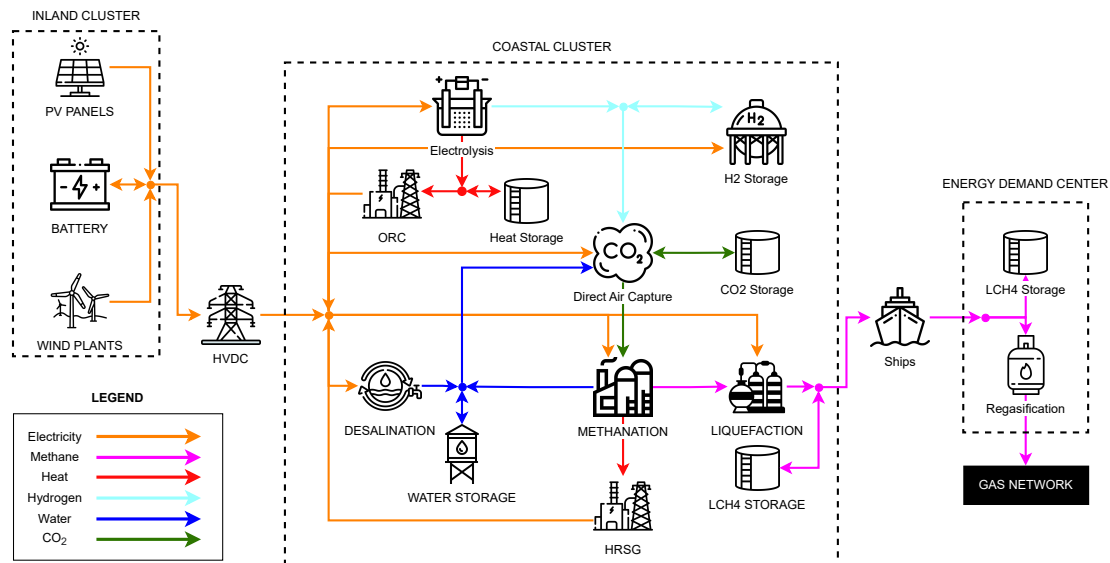 INLAND CLUSTER
PV PANELS
BATTERY
WIND PLANTS
HVDC
COASTAL CLUSTER
+ -
Electrolysis
H2
H2 Storage
ORC
Heat Storage
CO2
Direct Air Capture
CO2 Storage
DESALINATION
WATER STORAGE
METHANATION
LIQUEFACTION
LCH4 STORAGE
HRSG
Ships
ENERGY DEMAND CENTER
LCH4 Storage
Regasification
GAS NETWORK
LEGEND
Electricity
Methane
Heat
Hydrogen
Water
CO₂